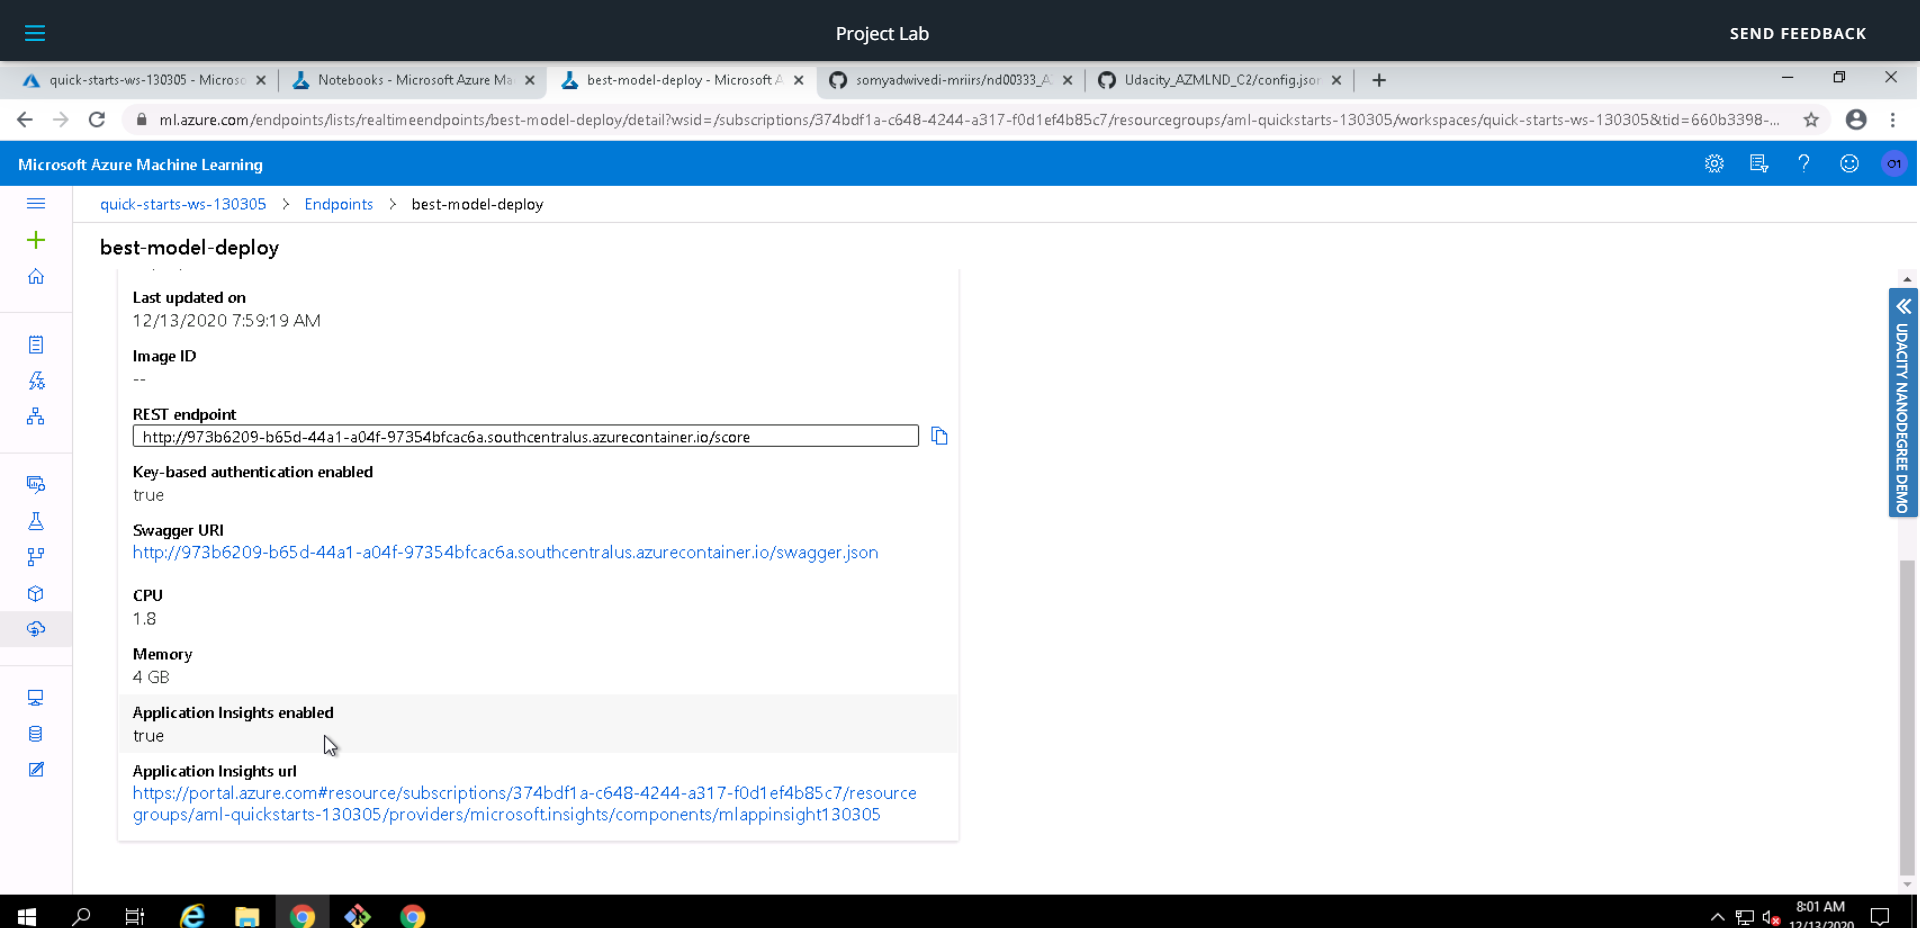 Project Lab
SEND FEEDBACK
quick-starts-ws-130305 - Microso
Notebooks - Microsoft Azure Ma
best-model-deploy - Microsoft A
somyadwivedi-mriirs/nd00333_A
Udacity_AZMLND_C2/config.json
ml.azure.com/endpoints/lists/realtimeendpoints/best-model-deploy/detail?wsid=/subscriptions/374bdf1a-c648-4244-a317-f0d1ef4b85c7/resourcegroups/aml-quickstarts-130305/workspaces/quick-starts-ws-130305&tid=660b3398-...
Microsoft Azure Machine Learning
01
quick-starts-ws-130305 > Endpoints > best-model-deploy
best-model-deploy
Last updated on
12/13/2020 7:59:19 AM
Image ID
--
REST endpoint
http://973b6209-b65d-44a1-a04f-97354bfcac6a.southcentralus.azurecontainer.io/score
Key-based authentication enabled
true
Swagger URI
http://973b6209-b65d-44a1-a04f-97354bfcac6a.southcentralus.azurecontainer.io/swagger.json
CPU
1.8
Memory
4 GB
Application Insights enabled
true
Application Insights url
https://portal.azure.com#resource/subscriptions/374bdf1a-c648-4244-a317-f0d1ef4b85c7/resource
groups/aml-quickstarts-130305/providers/microsoft.insights/components/mlappinsight130305
UDACITY NANODEGREE DEMO
8:01 AM
12/13/2020